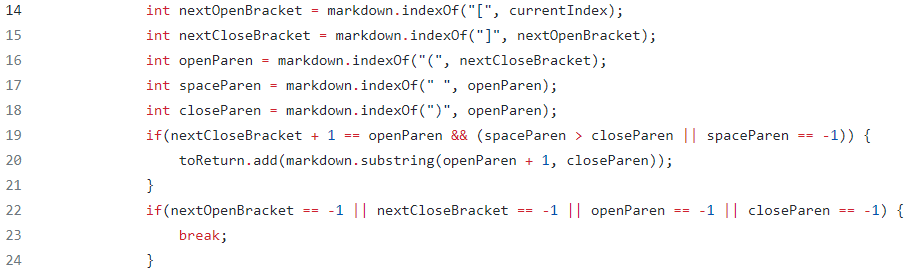 14 int nextOpenBracket = markdown.indexOf("[", currentIndex);
15 int nextCloseBracket = markdown.indexOf("]", nextOpenBracket);
16 int openParen = markdown.indexOf("(", nextCloseBracket);
17 int spaceParen = markdown.indexOf(" ", openParen);
18 int closeParen = markdown.indexOf(")", openParen);
19 if(nextCloseBracket + 1 == openParen && (spaceParen > closeParen || spaceParen == -1)) {
20 toReturn.add(markdown.substring(openParen + 1, closeParen));
21 }
22 if(nextOpenBracket == -1 || nextCloseBracket == -1 || openParen == -1 || closeParen == -1) {
23 break;
24 }